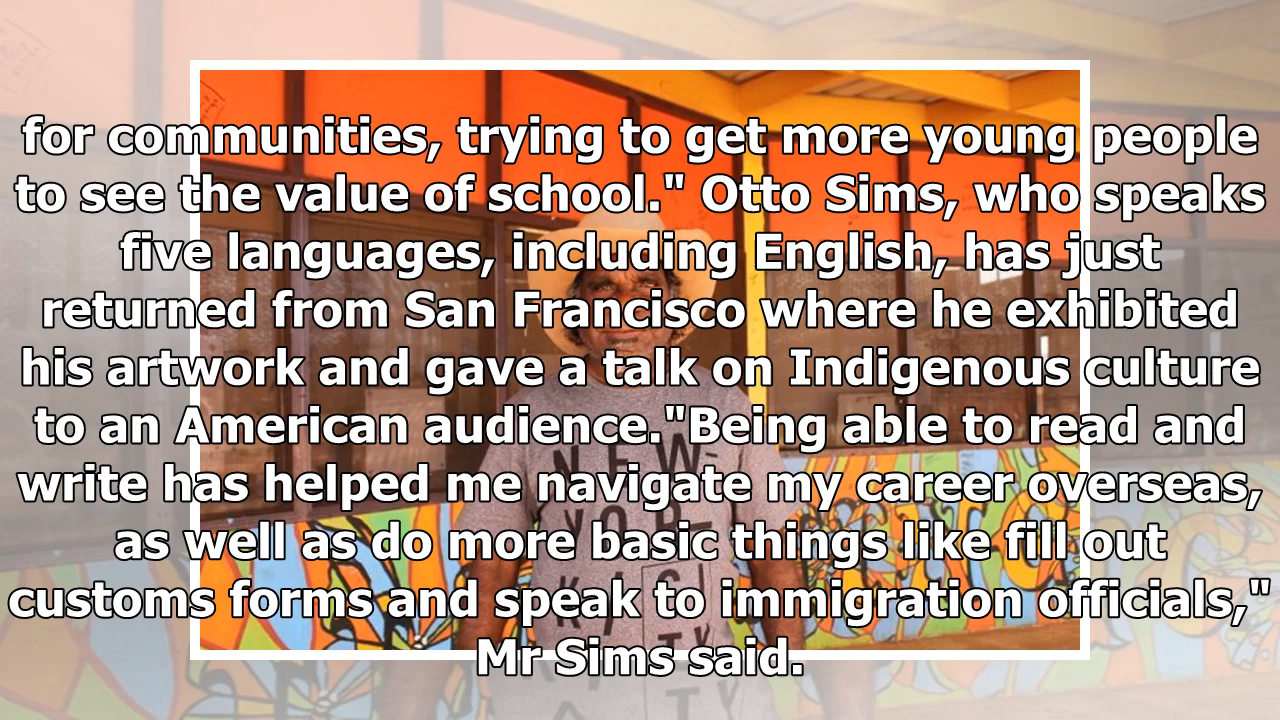 for communities, trying to get more young people
to see the value of school." Otto Sims, who speaks
five languages, including English, has just
returned from San Francisco where he exhibited
his artwork and gave a talk on Indigenous culture
to an American audience."Being able to read and
write has helped me navigate my career overseas,
as well as do more basic things like fill out
customs forms and speak to immigration officials,"
Mr Sims said.
NEW